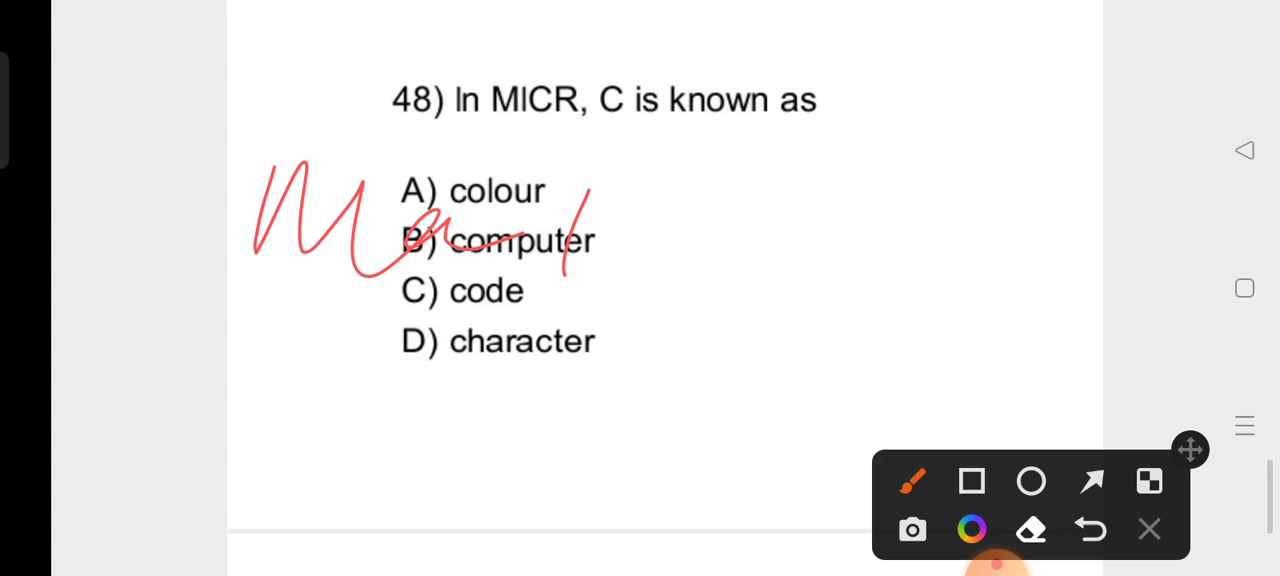 48) In MICR, C is known as
A) colour
B) computer
C) code
D) character